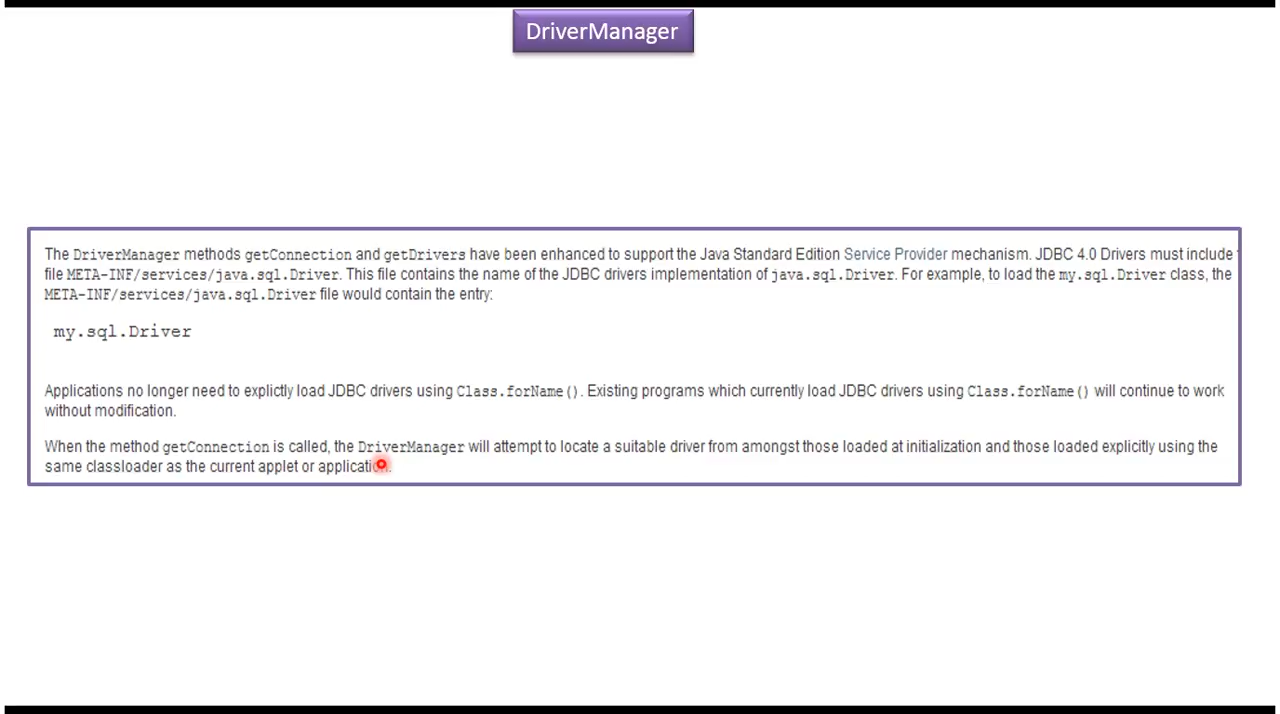 DriverManager
The DriverManager methods getConnection and getDrivers have been enhanced to support the Java Standard Edition Service Provider mechanism. JDBC 4.0 Drivers must include
file META-INF/services/java.sql.Driver. This file contains the name of the JDBC drivers implementation of java.sql.Driver. For example, to load the my.sql.Driver class, the
META-INF/services/java.sql.Driver file would contain the entry:
my.sql.Driver
Applications no longer need to explictly load JDBC drivers using Class.forName(). Existing programs which currently load JDBC drivers using Class.forName() will continue to work
without modification.
When the method getConnection is called, the DriverManager will attempt to locate a suitable driver from amongst those loaded at initialization and those loaded explicitly using the
same classloader as the current applet or application.